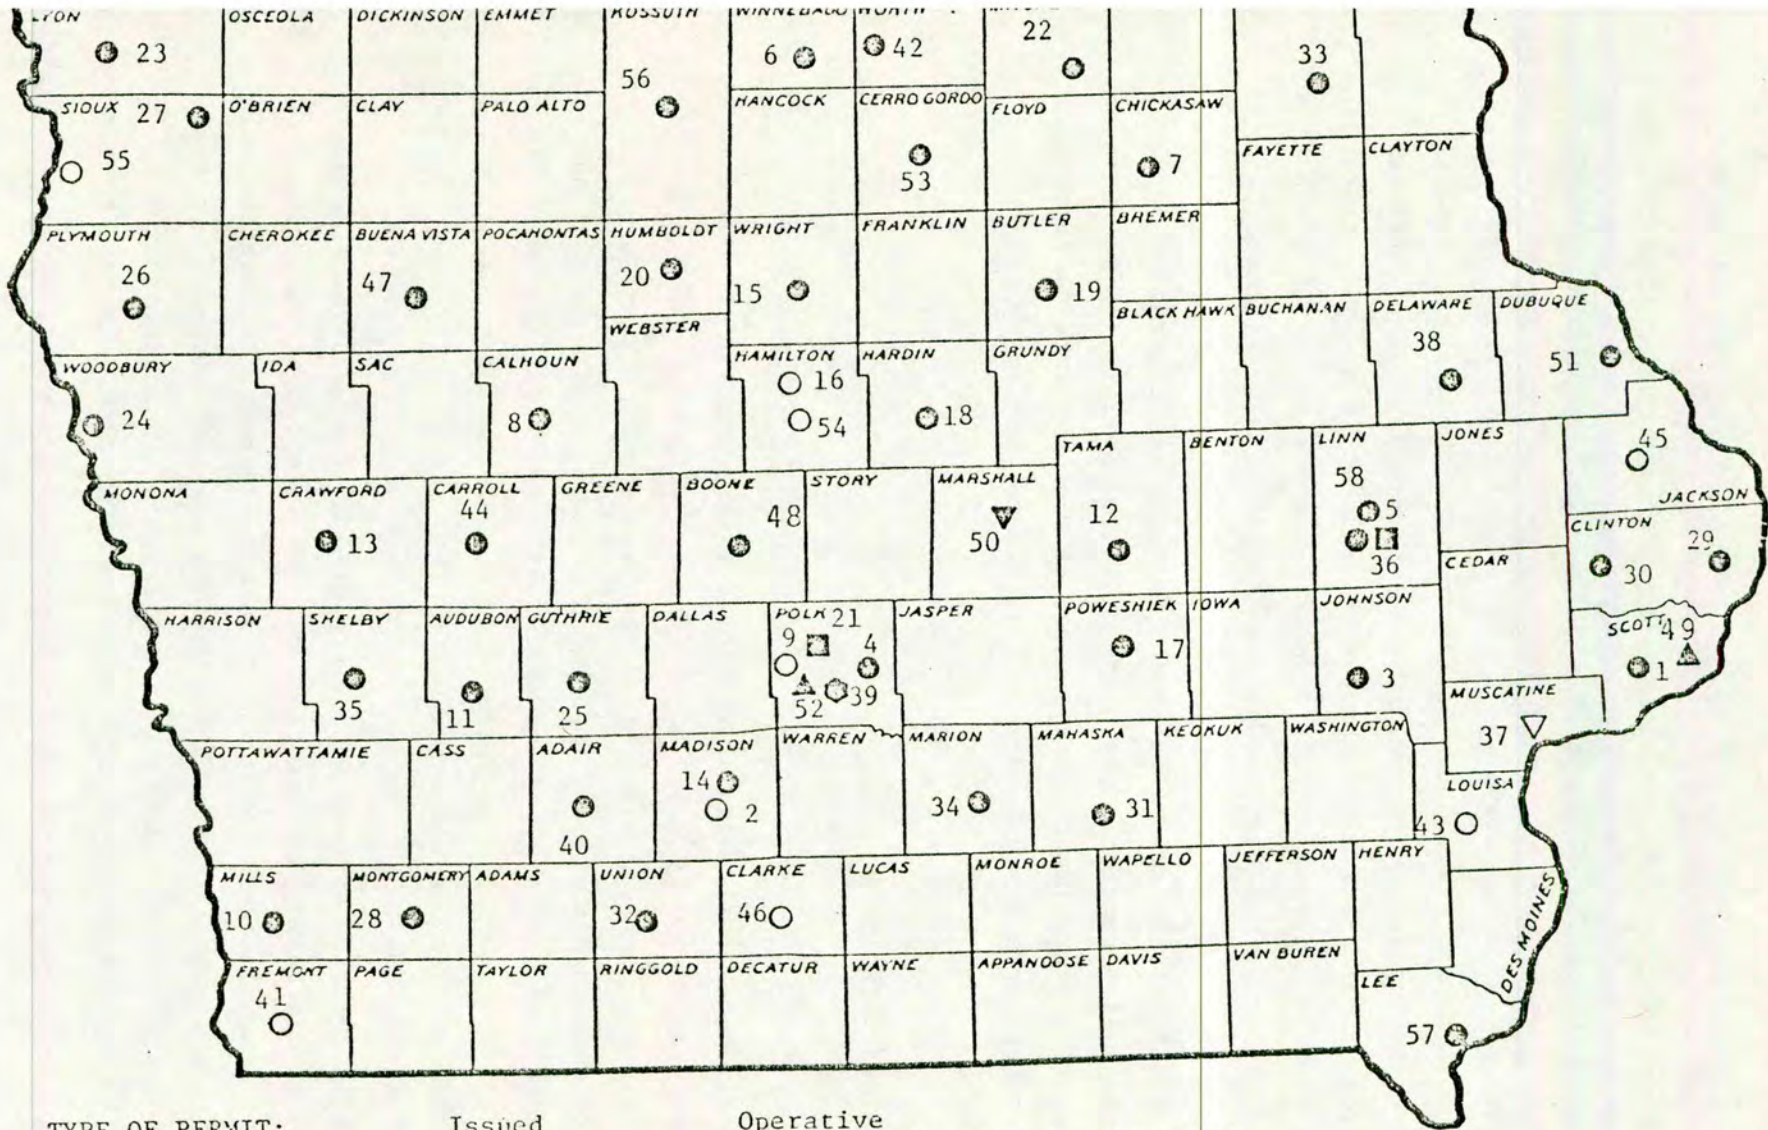 LYON OSCEOLA DICKINSON EMMET KOSSUTH WINNEBAGO WORTH
23 6 42 22 33
56
SIOUX 27 O'BRIEN CLAY PALO ALTO HANCOCK CERRO GORDO FLOYD CHICKASAW
55 53 7 FAYETTE CLAYTON
PLYMOUTH CHEROKEE BUENA VISTA POCAHONTAS HUMBOLDT WRIGHT FRANKLIN BUTLER BREMER
26 47 20 15 19
WEBSTER BLACK HAWK BUCHANAN DELAWARE DUBUQUE
38 51
WOODBURY IDA SAC CALHOUN HAMILTON HARDIN GRUNDY
16
24 8 54 18
TAMA BENTON LINN JONES 45
MONONA CRAWFORD CARROLL GREENE BOONE STORY MARSHALL 58 JACKSON
13 44 48 50 12 5 CLINTON 29
36 CEDAR 30
HARRISON SHELBY AUDUBON GUTHRIE DALLAS POLK 21 JASPER POWESHIEK IOWA JOHNSON
9 4 17 SCOTT 49
35 11 25 52 39 3 1
MUSCATINE
37
POTTAWATTAMIE CASS ADAIR MADISON WARREN MARION MAHASKA KEOKUK WASHINGTON
14 LOUISA
40 2 34 31 43
MILLS MONTGOMERY ADAMS UNION CLARKE LUCAS MONROE WAPELLO JEFFERSON HENRY
10 28 32 46 DES MOINES
FREMONT PAGE TAYLOR RINGGOLD DECATUR WAYNE APPANOOSE DAVIS VAN BUREN LEE
41 57
TYPE OF PERMIT: Issued Operative